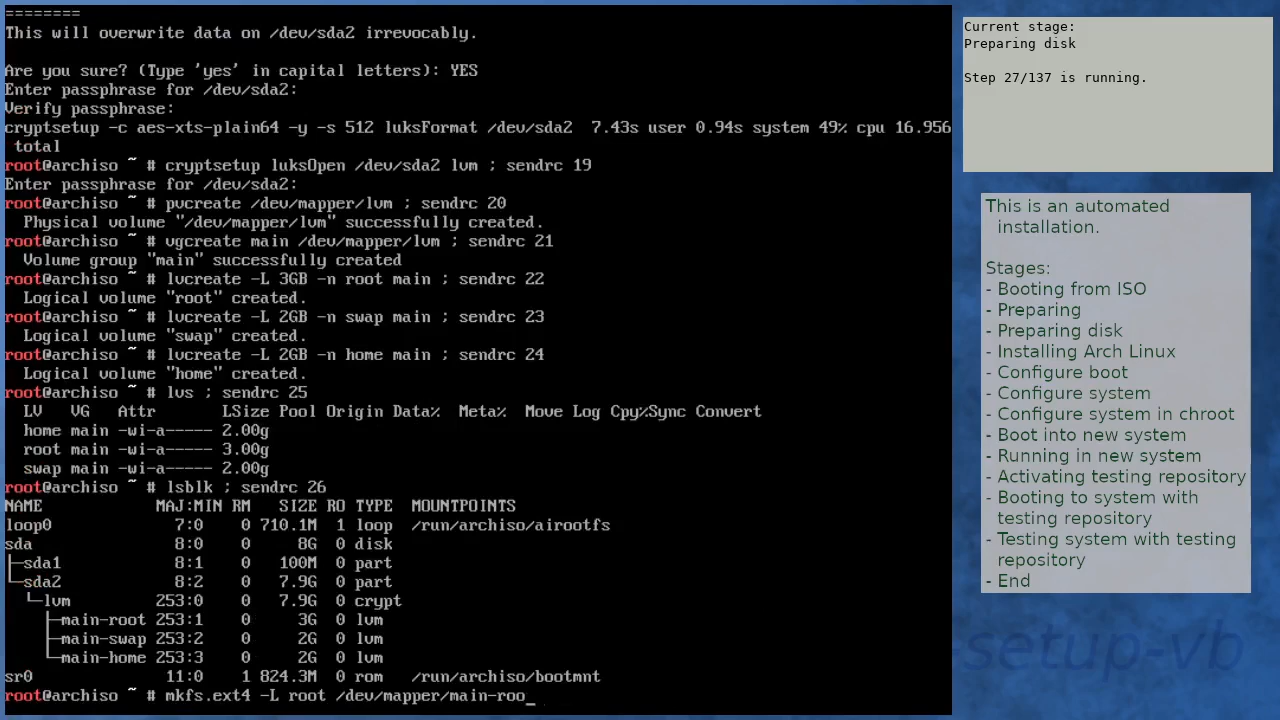 ========
This will overwrite data on /dev/sda2 irrevocably.
Are you sure? (Type 'yes' in capital letters): YES
Enter passphrase for /dev/sda2:
Verify passphrase:
cryptsetup -c aes-xts-plain64 -y -s 512 luksFormat /dev/sda2  7.43s user 0.94s system 49% cpu 16.956
 total
root@archiso ~ # cryptsetup luksOpen /dev/sda2 lvm ; sendrc 19
Enter passphrase for /dev/sda2:
root@archiso ~ # pvcreate /dev/mapper/lvm ; sendrc 20
  Physical volume "/dev/mapper/lvm" successfully created.
root@archiso ~ # vgcreate main /dev/mapper/lvm ; sendrc 21
  Volume group "main" successfully created
root@archiso ~ # lvcreate -L 3GB -n root main ; sendrc 22
  Logical volume "root" created.
root@archiso ~ # lvcreate -L 2GB -n swap main ; sendrc 23
  Logical volume "swap" created.
root@archiso ~ # lvcreate -L 2GB -n home main ; sendrc 24
  Logical volume "home" created.
root@archiso ~ # lvs ; sendrc 25
  LV   VG   Attr       LSize Pool Origin Data%  Meta%  Move Log Cpy%Sync Convert
  home main -wi-a----- 2.00g
  root main -wi-a----- 3.00g
  swap main -wi-a----- 2.00g
root@archiso ~ # lsblk ; sendrc 26
NAME            MAJ:MIN RM   SIZE RO TYPE  MOUNTPOINTS
loop0             7:0    0 710.1M  1 loop  /run/archiso/airootfs
sda               8:0    0     8G  0 disk
├─sda1            8:1    0   100M  0 part
└─sda2            8:2    0   7.9G  0 part
  └─lvm         253:0    0   7.9G  0 crypt
    ├─main-root 253:1    0     3G  0 lvm
    ├─main-swap 253:2    0     2G  0 lvm
    └─main-home 253:3    0     2G  0 lvm
sr0              11:0    1 824.3M  0 rom   /run/archiso/bootmnt
root@archiso ~ # mkfs.ext4 -L root /dev/mapper/main-roo_
Current stage:
Preparing disk
Step 27/137 is running.
This is an automated
installation.
Stages:
- Booting from ISO
- Preparing
- Preparing disk
- Installing Arch Linux
- Configure boot
- Configure system
- Configure system in chroot
- Boot into new system
- Running in new system
- Activating testing repository
- Booting to system with
testing repository
- Testing system with testing
repository
- End
-setup-vb